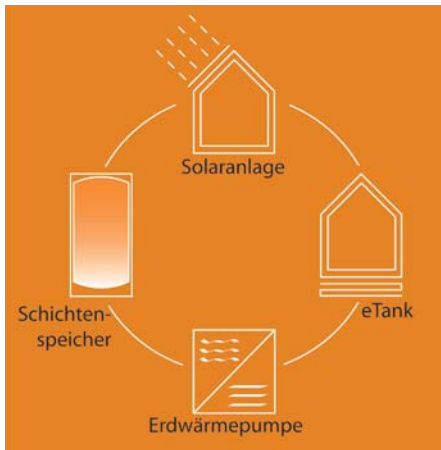 Solaranlage
Schichten-
speicher
eTank
Erdwärmepumpe